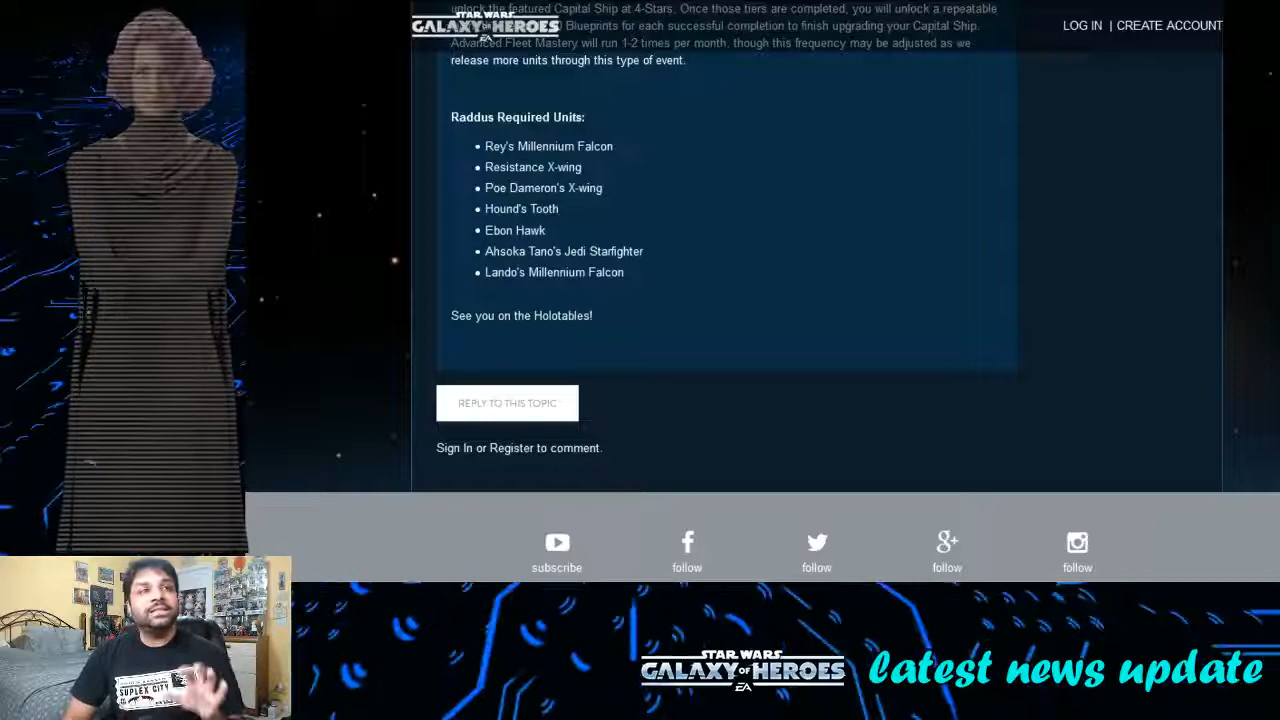 unlock the featured Capital Ship at 4-Stars. Once those tiers are completed, you will unlock a repeatable
STAR WARS
GALAXY OF HEROES
EA
Blueprints for each successful completion to finish upgrading your Capital Ship.
LOG IN | CREATE ACCOUNT
Advanced Fleet Mastery will run 1-2 times per month, though this frequency may be adjusted as we
release more units through this type of event.
Raddus Required Units:
• Rey's Millennium Falcon
• Resistance X-wing
• Poe Dameron's X-wing
• Hound's Tooth
• Ebon Hawk
• Ahsoka Tano's Jedi Starfighter
• Lando's Millennium Falcon
See you on the Holotables!
REPLY TO THIS TOPIC
Sign In or Register to comment.
subscribe
follow
follow
follow
follow
SUPLEX CITY
STAR WARS
GALAXY OF HEROES
EA
latest news update